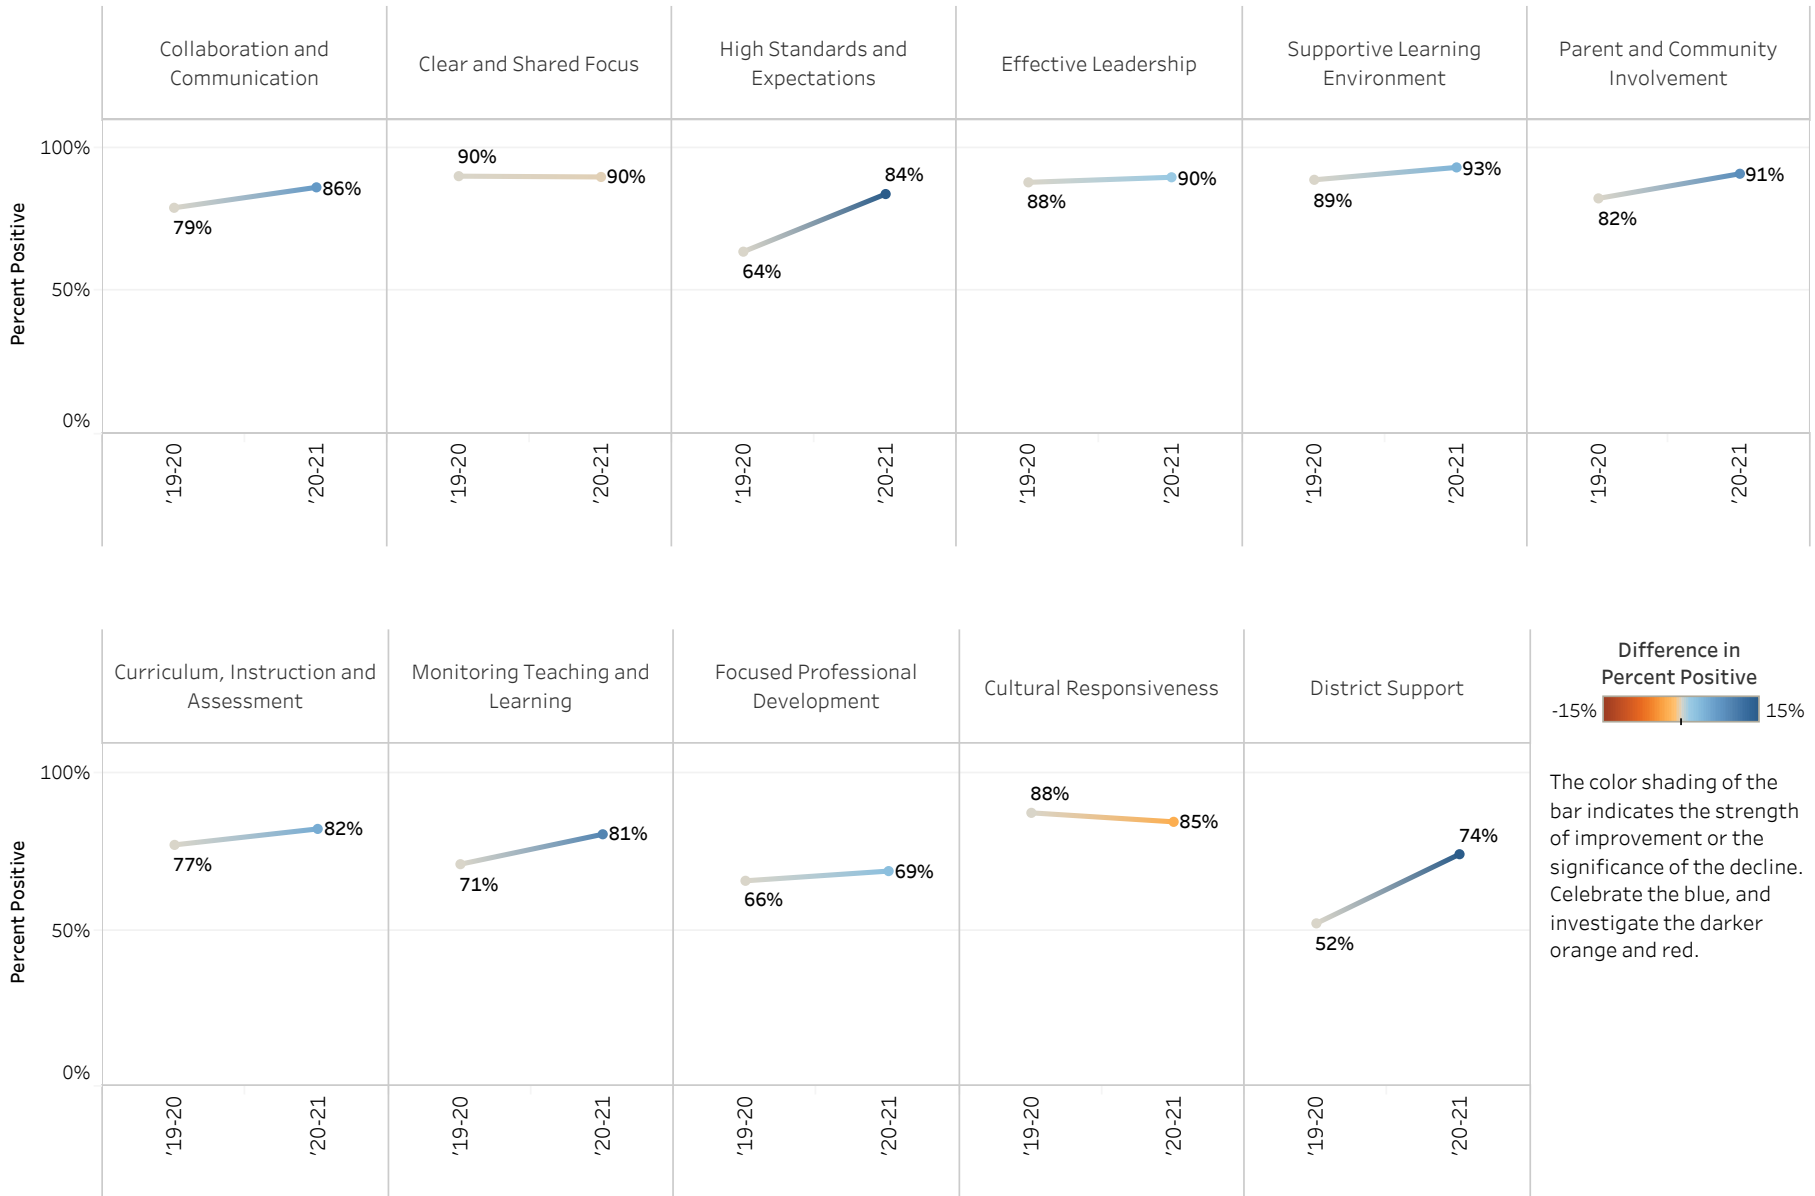 Collaboration and
Communication
Clear and Shared Focus
High Standards and
Expectations
Effective Leadership
Supportive Learning
Environment
Parent and Community
Involvement
Percent Positive
100%
50%
0%
79%
86%
90%
90%
64%
84%
88%
90%
89%
93%
82%
91%
'19-20
'20-21
'19-20
'20-21
'19-20
'20-21
'19-20
'20-21
'19-20
'20-21
'19-20
'20-21
Curriculum, Instruction and
Assessment
Monitoring Teaching and
Learning
Focused Professional
Development
Cultural Responsiveness
District Support
Percent Positive
100%
50%
0%
77%
82%
71%
81%
66%
69%
88%
85%
52%
74%
'19-20
'20-21
'19-20
'20-21
'19-20
'20-21
'19-20
'20-21
'19-20
'20-21
Difference in
Percent Positive
-15% 15%
The color shading of the
bar indicates the strength
of improvement or the
significance of the decline.
Celebrate the blue, and
investigate the darker
orange and red.